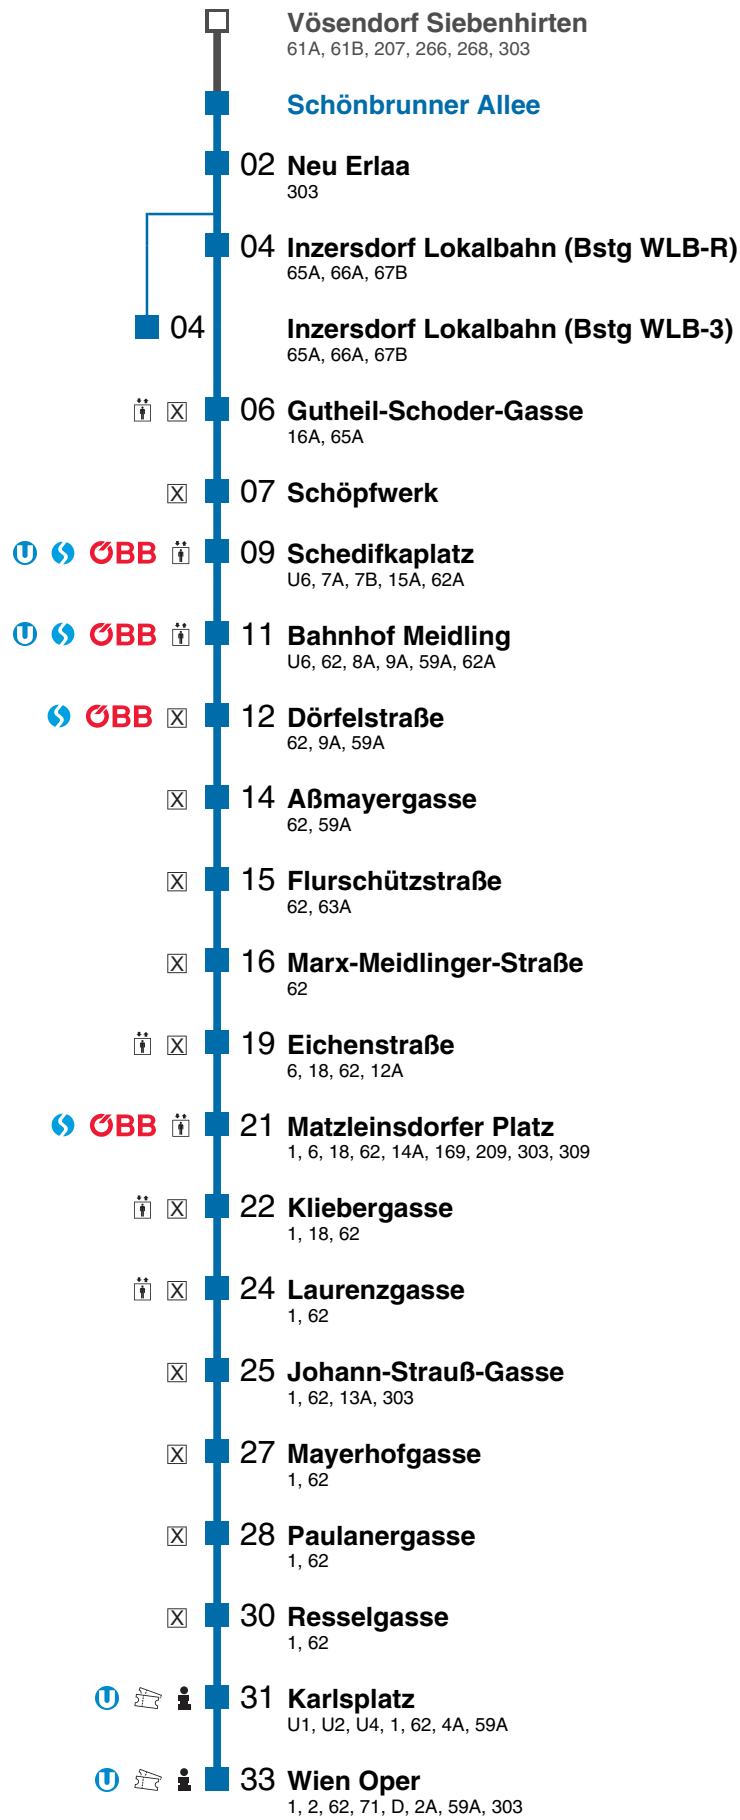 Vösendorf Siebenhirten
61A, 61B, 207, 266, 268, 303
Schönbrunner Allee
02 Neu Erlaa
303
04 Inzersdorf Lokalbahn (Bstg WLB-R)
65A, 66A, 67B
04 Inzersdorf Lokalbahn (Bstg WLB-3)
65A, 66A, 67B
X 06 Gutheil-Schoder-Gasse
16A, 65A
X 07 Schöpfwerk
U ÖBB 09 Schedifkaplatz
U6, 7A, 7B, 15A, 62A
U ÖBB 11 Bahnhof Meidling
U6, 62, 8A, 9A, 59A, 62A
ÖBB X 12 Dörfelstraße
62, 9A, 59A
X 14 Aßmayergasse
62, 59A
X 15 Flurschützstraße
62, 63A
X 16 Marx-Meidlinger-Straße
62
X 19 Eichenstraße
6, 18, 62, 12A
ÖBB 21 Matzleinsdorfer Platz
1, 6, 18, 62, 14A, 169, 209, 303, 309
X 22 Kliebergasse
1, 18, 62
X 24 Laurenzgasse
1, 62
X 25 Johann-Strauß-Gasse
1, 62, 13A, 303
X 27 Mayerhofgasse
1, 62
X 28 Paulanergasse
1, 62
X 30 Resselgasse
1, 62
U 31 Karlsplatz
U1, U2, U4, 1, 62, 4A, 59A
U 33 Wien Oper
1, 2, 62, 71, D, 2A, 59A, 303